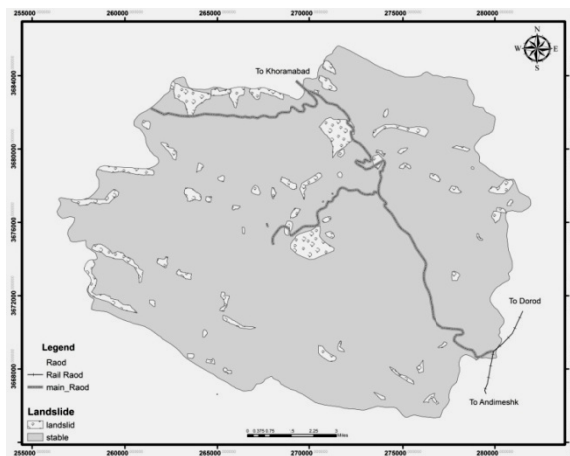 255000 260000 265000 270000 275000 280000
N
W E
S
To Khoranabad
3684000
3680000
3676000
3672000
3668000
To Dorod
To Andimeshk
Legend
Raod
Rail Raod
main_Raod
Landslide
landslid
stable
Miles
255000 260000 265000 270000 275000 280000